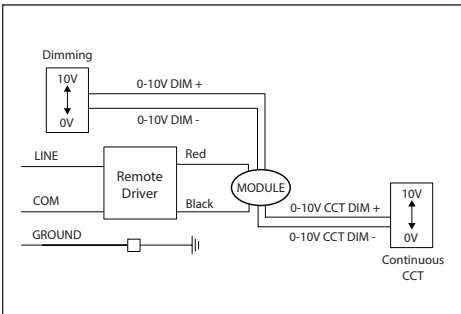 Dimming
10V
0V
0-10V DIM +
0-10V DIM -
LINE
COM
GROUND
Remote
Driver
Red
Black
MODULE
0-10V CCT DIM +
0-10V CCT DIM -
10V
0V
Continuous
CCT